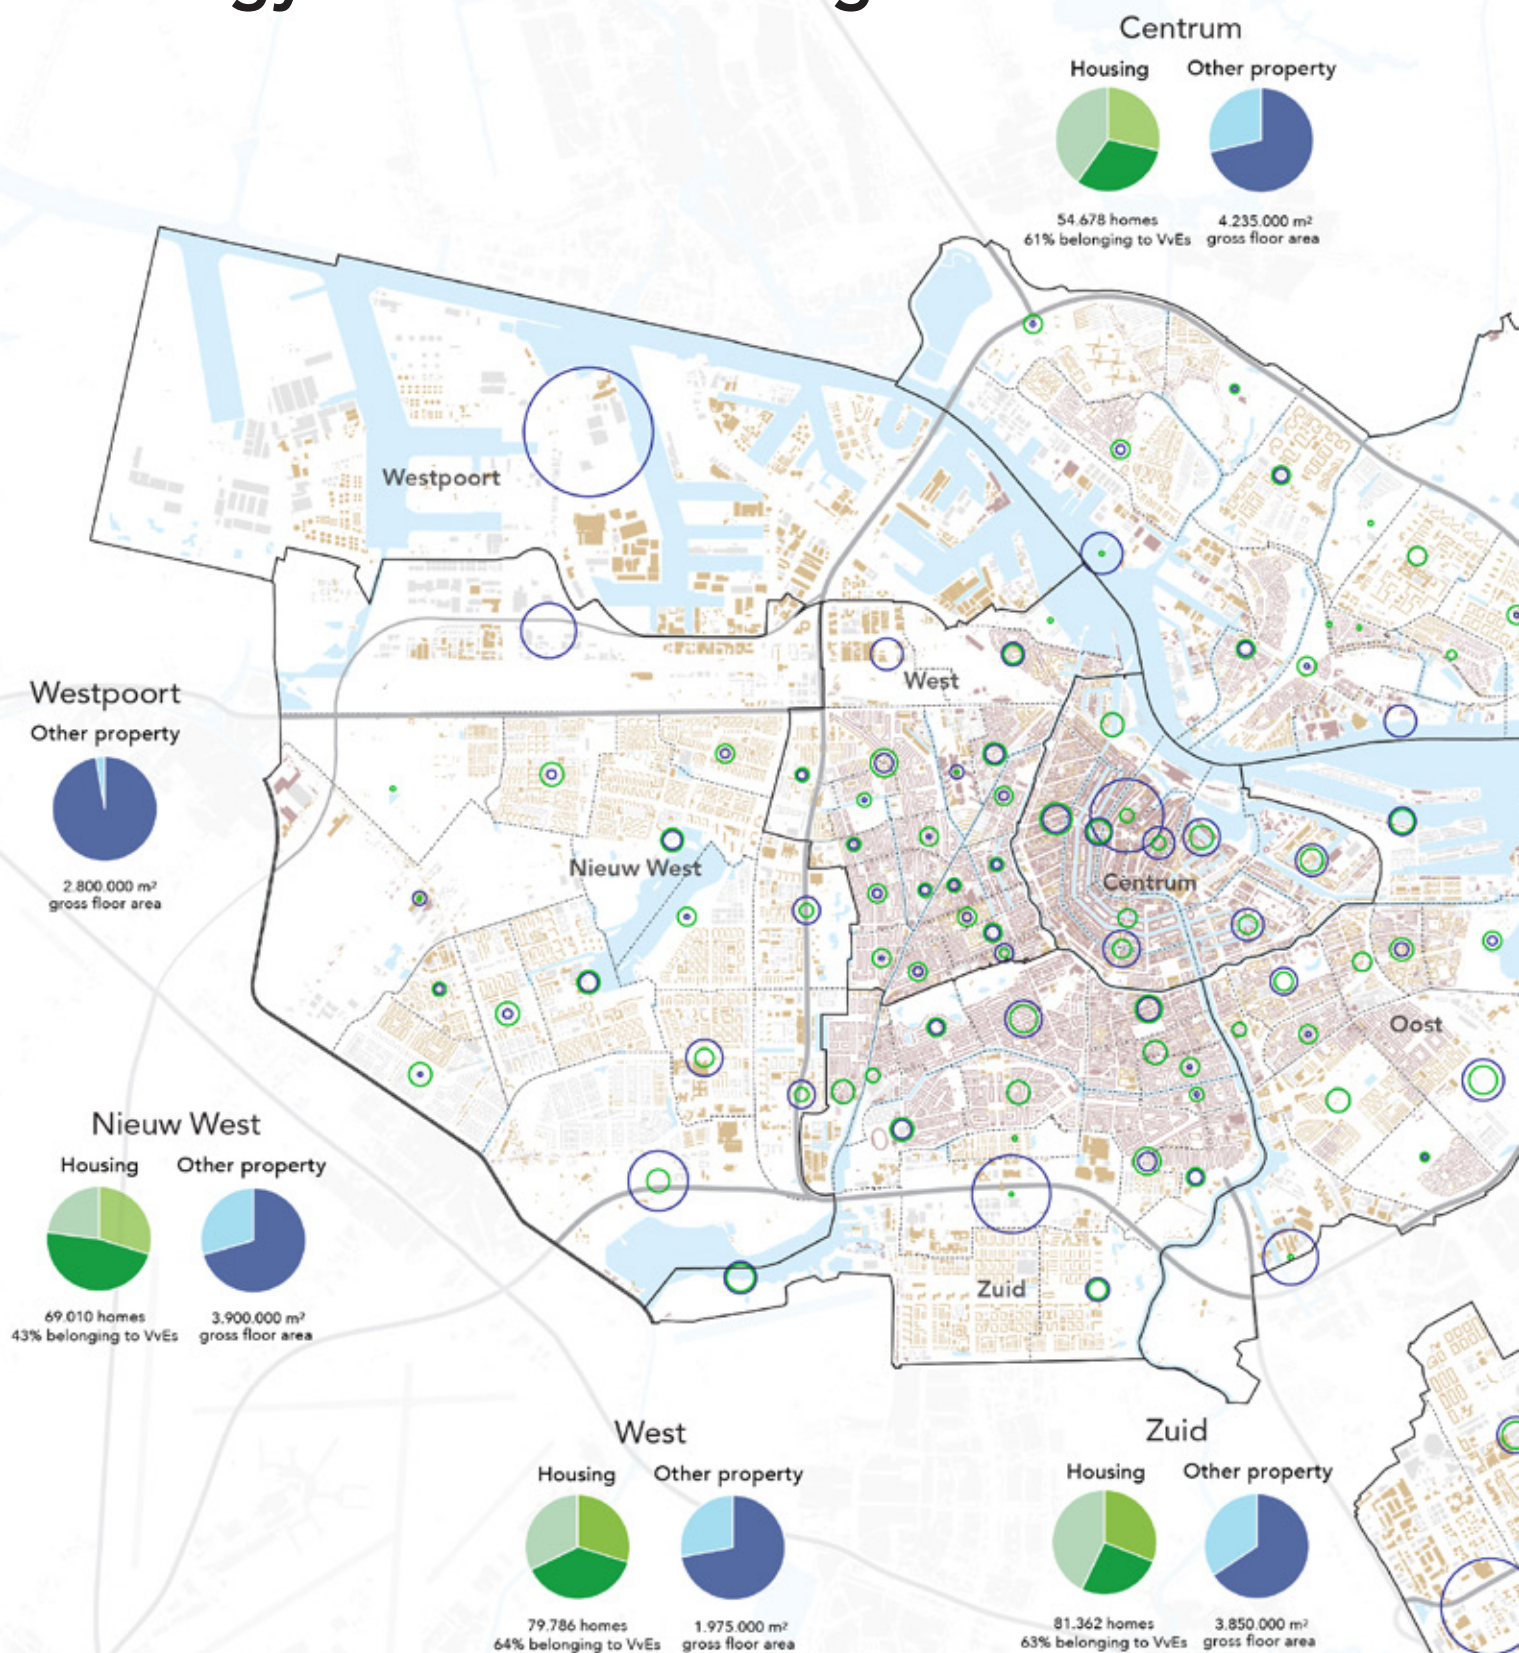 Centrum
Housing Other property
54.678 homes 4.235.000 m²
61% belonging to VvEs gross floor area
Westpoort
West
Westpoort
Other property
2.800.000 m²
gross floor area
Nieuw West
Centrum
Oost
Nieuw West
Housing Other property
69.010 homes 3.900.000 m²
43% belonging to VvEs gross floor area
Zuid
West
Housing Other property
79.786 homes 1.975.000 m²
64% belonging to VvEs gross floor area
Zuid
Housing Other property
81.362 homes 3.850.000 m²
63% belonging to VvEs gross floor area